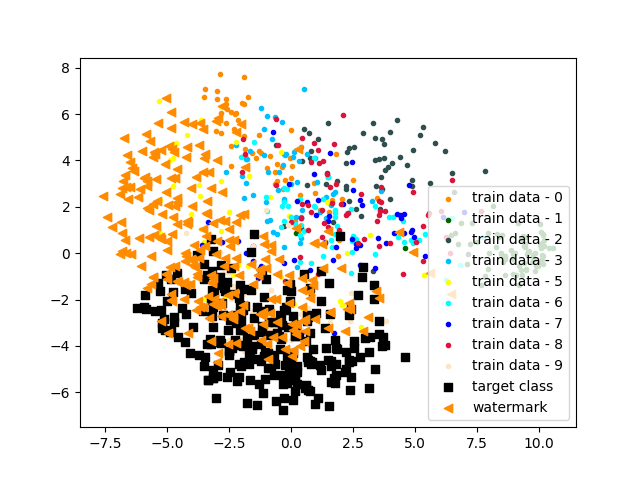 8
6
4
2
0
−2
−4
−6
−7.5
−5.0
−2.5
0.0
2.5
5.0
7.5
10.0
train data - 0
train data - 1
train data - 2
train data - 3
train data - 5
train data - 6
train data - 7
train data - 8
train data - 9
target class
watermark